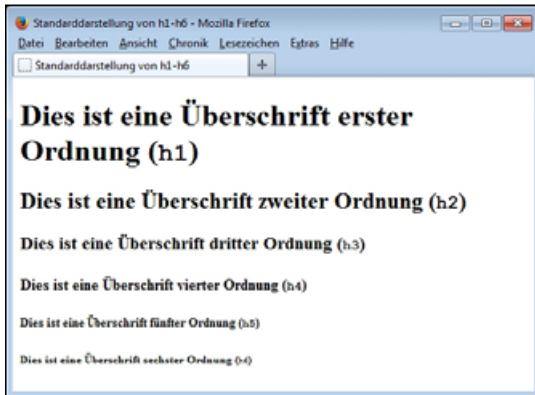 Standarddarstellung von h1-h6 - Mozilla Firefox
Datei Bearbeiten Ansicht Chronik Lesezeichen Extras Hilfe
Standarddarstellung von h1-h6 +
Dies ist eine Überschrift erster
Ordnung (h1)
Dies ist eine Überschrift zweiter Ordnung (h2)
Dies ist eine Überschrift dritter Ordnung (h3)
Dies ist eine Überschrift vierter Ordnung (h4)
Dies ist eine Überschrift fünfter Ordnung (h5)
Dies ist eine Überschrift sechster Ordnung (h6)